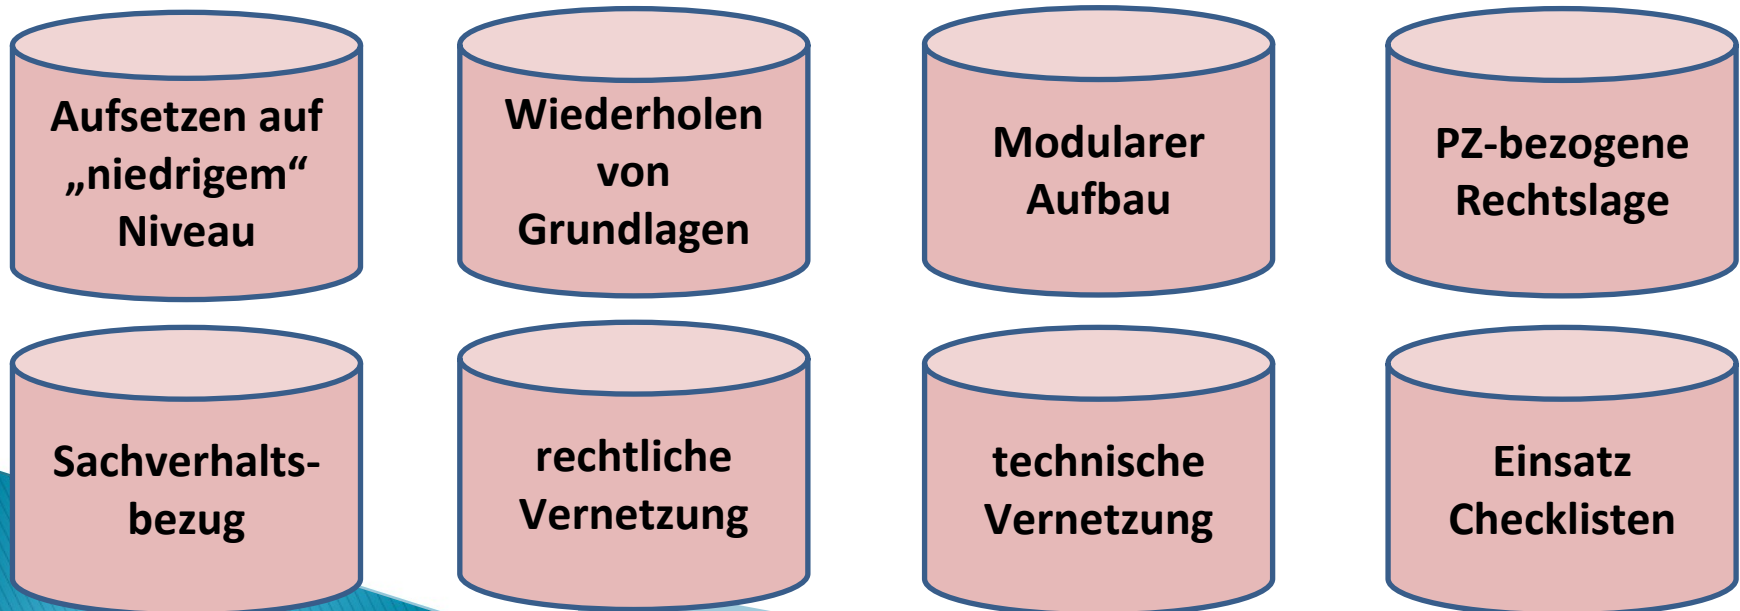 Aufsetzen auf
„niedrigem“
Niveau
Wiederholen
von
Grundlagen
Modularer
Aufbau
PZ-bezogene
Rechtslage
Sachverhalts-
bezug
rechtliche
Vernetzung
technische
Vernetzung
Einsatz
Checklisten